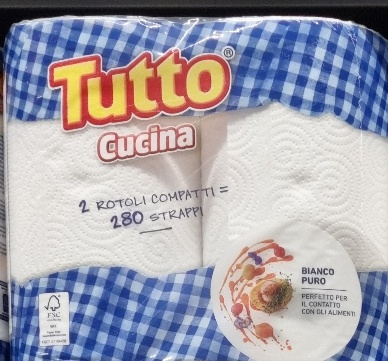 Tutto®
Cucina
2 ROTOLI COMPATTI =
280 STRAPPI
BIANCO
PURO
PERFETTO PER
IL CONTATTO
CON GLI ALIMENTI
FSC